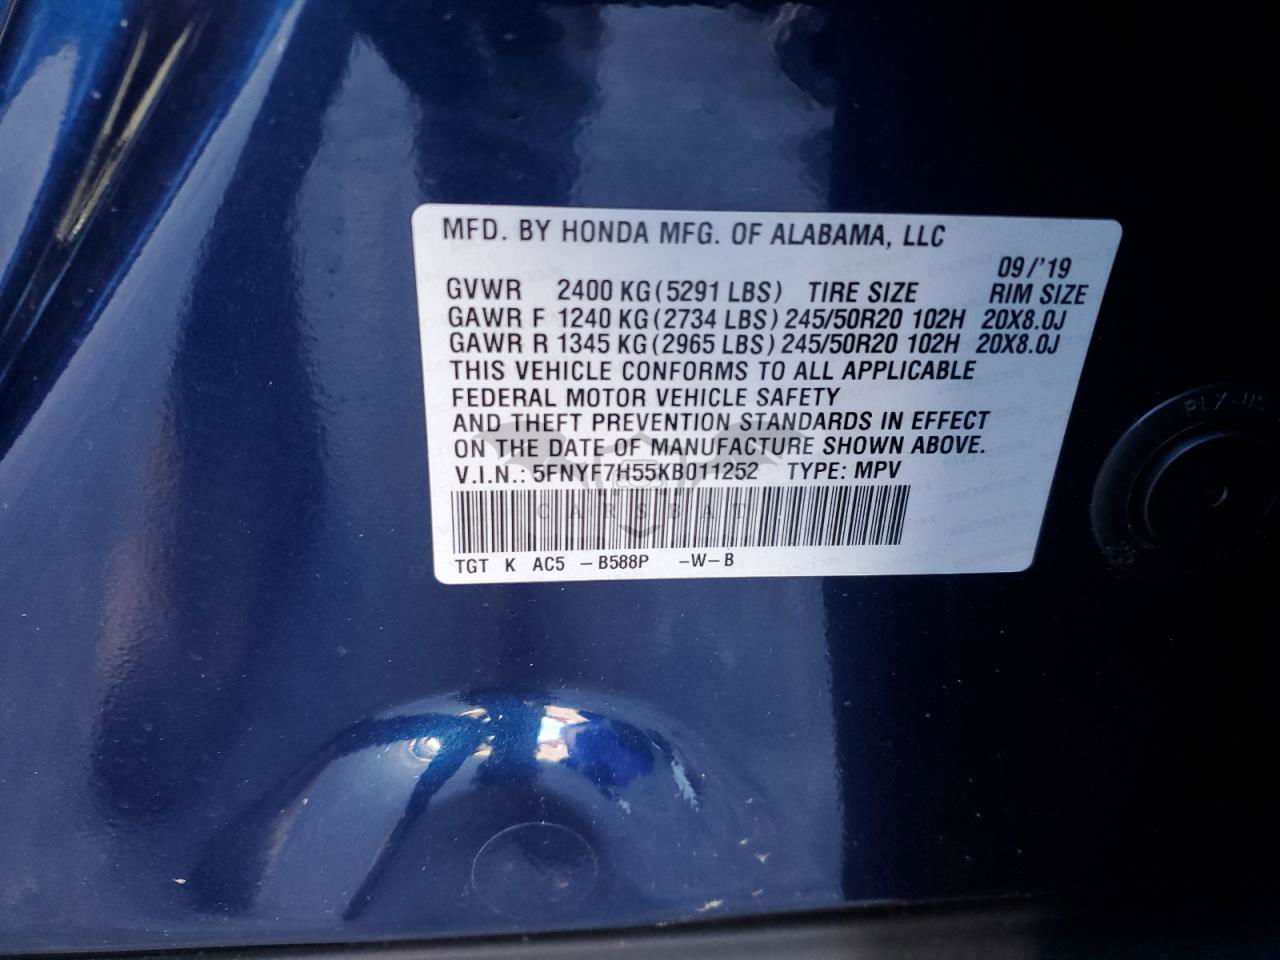 MFD. BY HONDA MFG. OF ALABAMA, LLC
09/'19
GVWR 2400 KG(5291 LBS) TIRE SIZE RIM SIZE
GAWR F 1240 KG(2734 LBS) 245/50R20 102H 20X8.0J
GAWR R 1345 KG(2965 LBS) 245/50R20 102H 20X8.0J
THIS VEHICLE CONFORMS TO ALL APPLICABLE
FEDERAL MOTOR VEHICLE SAFETY
AND THEFT PREVENTION STANDARDS IN EFFECT
ON THE DATE OF MANUFACTURE SHOWN ABOVE.
V.I.N.: 5FNYF7H55KB011252 TYPE: MPV
CARSBAT
TGT K AC5 -B588P -W-B